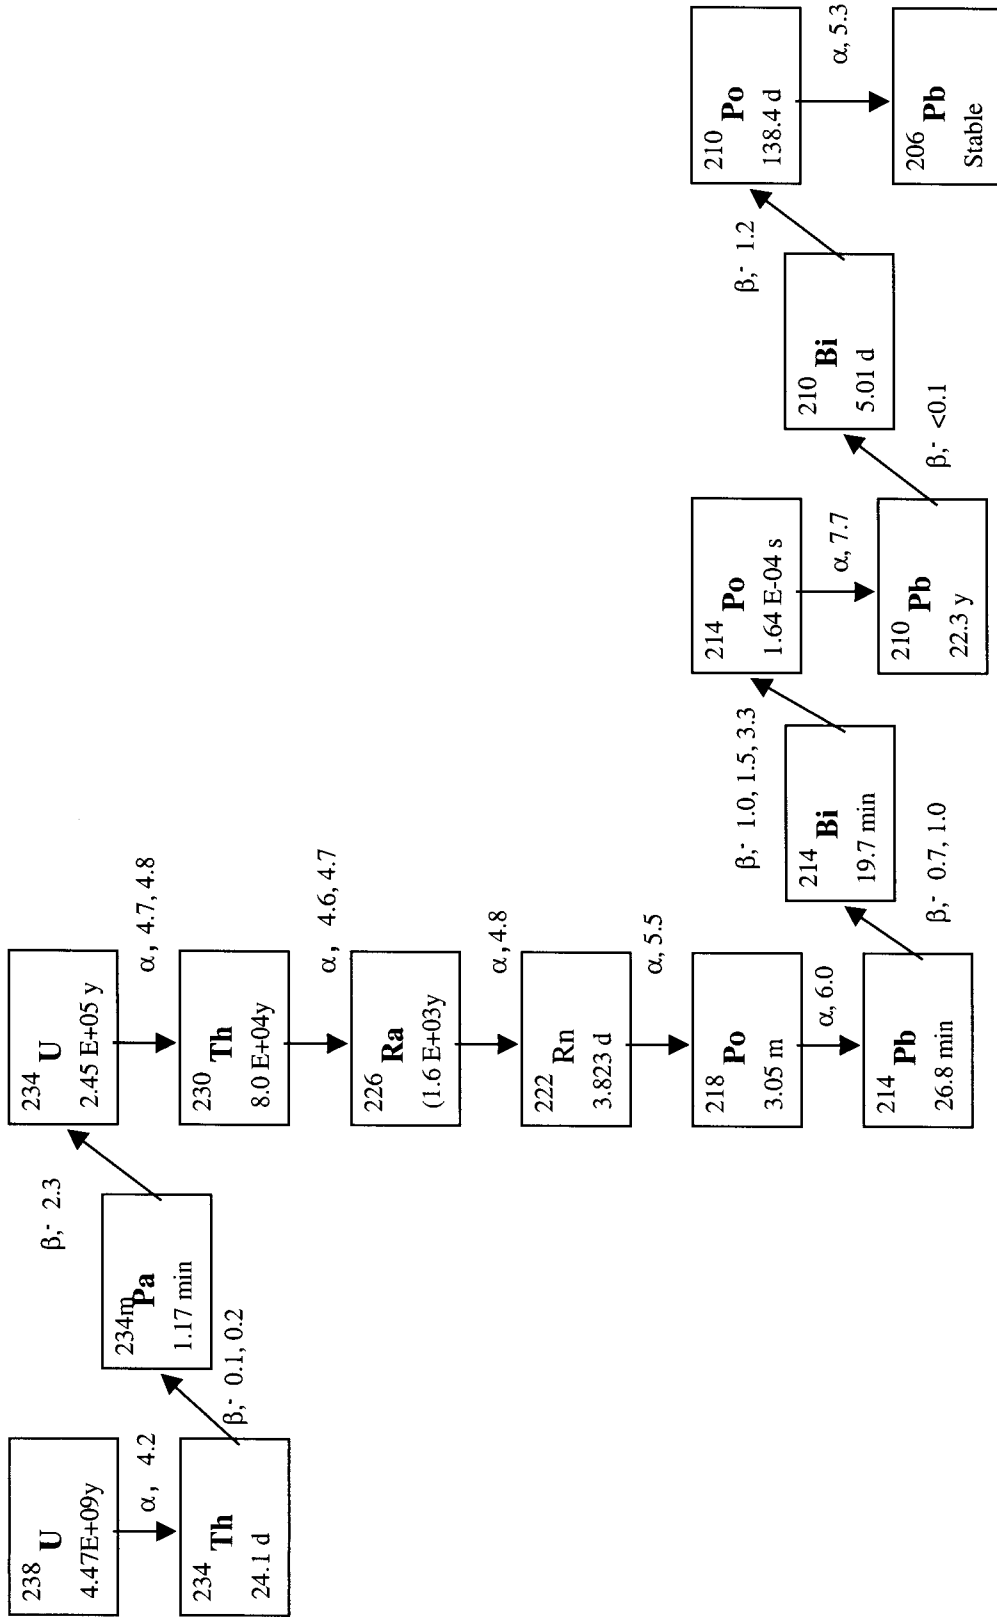 238
U
4.47E+09y
α, 4.2
234
Th
24.1 d
β,- 0.1, 0.2
234m
Pa
1.17 min
β,- 2.3
234
U
2.45 E+05 y
α, 4.7, 4.8
230
Th
8.0 E+04y
α, 4.6, 4.7
226
Ra
(1.6 E+03y
α, 4.8
222
Rn
3.823 d
α, 5.5
218
Po
3.05 m
α, 6.0
214
Pb
26.8 min
β,- 0.7, 1.0
214
Bi
19.7 min
β,- 1.0, 1.5, 3.3
214
Po
1.64 E-04 s
α, 7.7
210
Pb
22.3 y
β,- <0.1
210
Bi
5.01 d
β,- 1.2
210
Po
138.4 d
α, 5.3
206
Pb
Stable